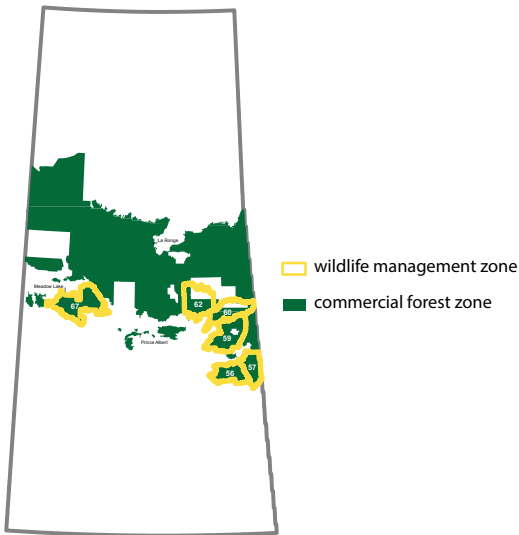 La Ronge
wildlife management zone
Meadow Lake
commercial forest zone
67
62
60
59
Prince Albert
57
56